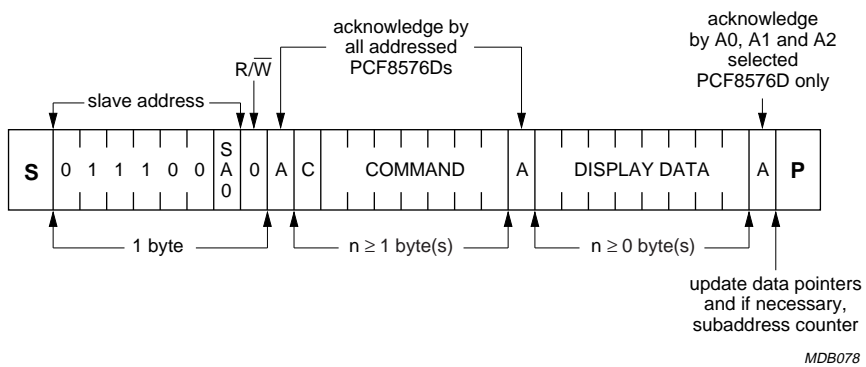 acknowledge by
all addressed
PCF8576Ds
acknowledge
by A0, A1 and A2
selected
PCF8576D only
R/W̅
slave address
S 0 1 1 1 0 0 SA0 0 A C COMMAND A DISPLAY DATA A P
1 byte
n ≥ 1 byte(s)
n ≥ 0 byte(s)
update data pointers
and if necessary,
subaddress counter
MDB078